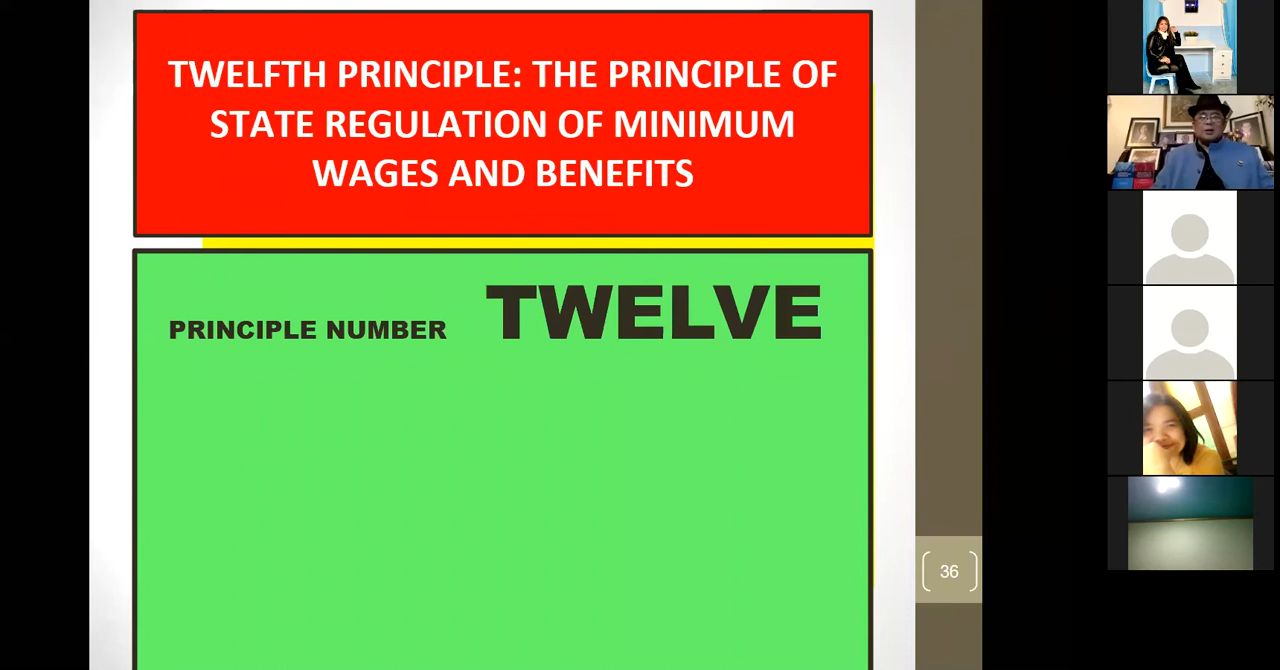 TWELFTH PRINCIPLE: THE PRINCIPLE OF
STATE REGULATION OF MINIMUM
WAGES AND BENEFITS
PRINCIPLE NUMBER TWELVE
36